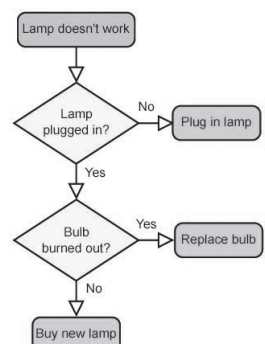 Lamp doesn't work
Lamp
plugged in?
No
Plug in lamp
Yes
Bulb
burned out?
Yes
Replace bulb
No
Buy new lamp